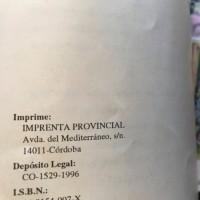 Imprime:
IMPRENTA PROVINCIAL
Avda. del Mediterráneo, s/n.
14011-Córdoba
Depósito Legal:
CO-1529-1996
I.S.B.N.: